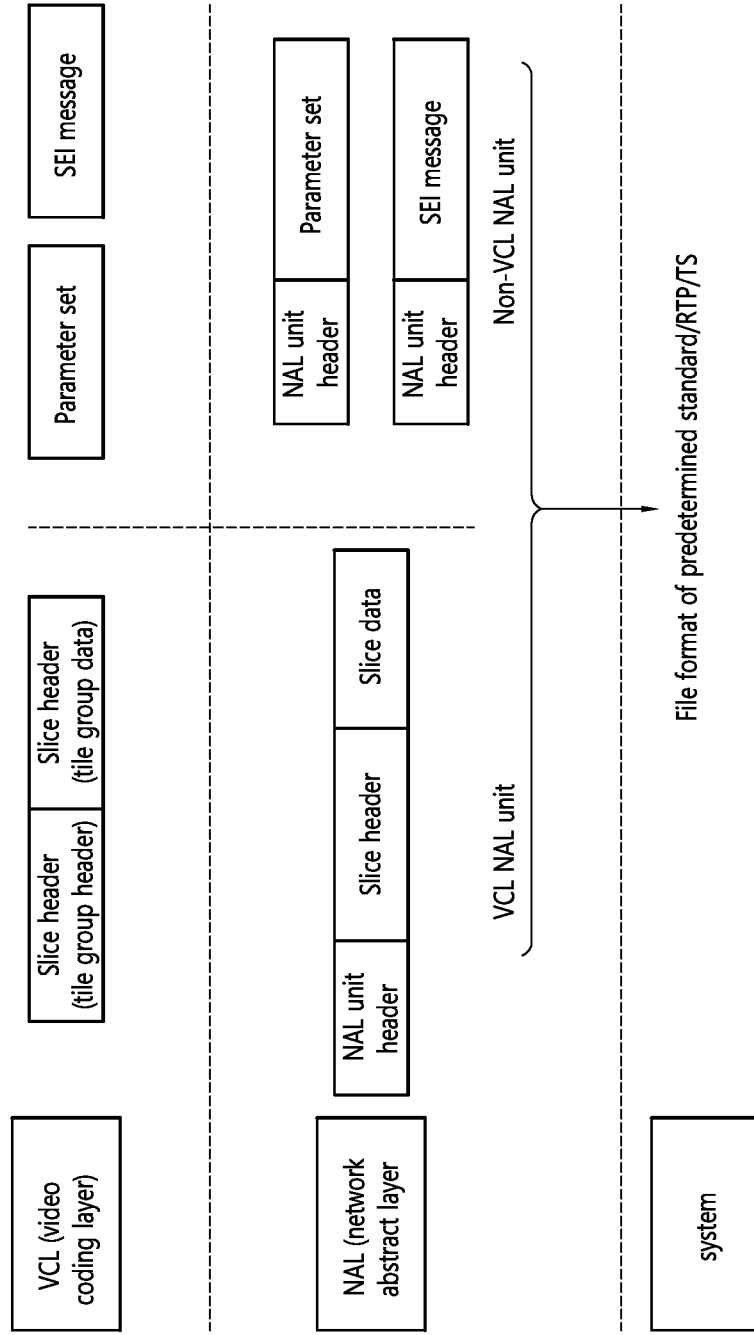 VCL (video
coding layer)
Slice header
(tile group header)
Slice header
(tile group data)
Parameter set
SEI message
NAL (network
abstract layer)
NAL unit
header
Slice header
Slice data
NAL unit
header
Parameter set
NAL unit
header
SEI message
VCL NAL unit
Non-VCL NAL unit
system
File format of predetermined standard/RTP/TS